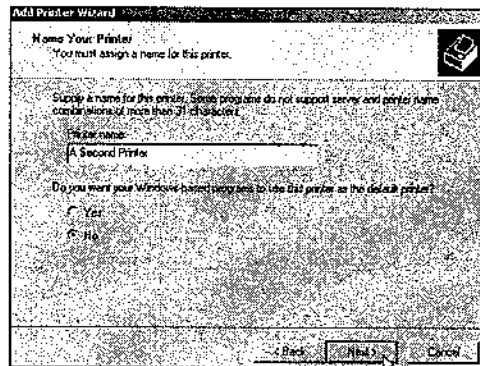 Add Printer Wizard
Name Your Printer
You must assign a name for this printer.
Supply a name for this printer. Some programs do not support server and printer name
combinations of more than 31 characters.
Printer name:
A Second Printer
Do you want your Windows-based programs to use this printer as the default printer?
Yes
No
< Back
Next >
Cancel